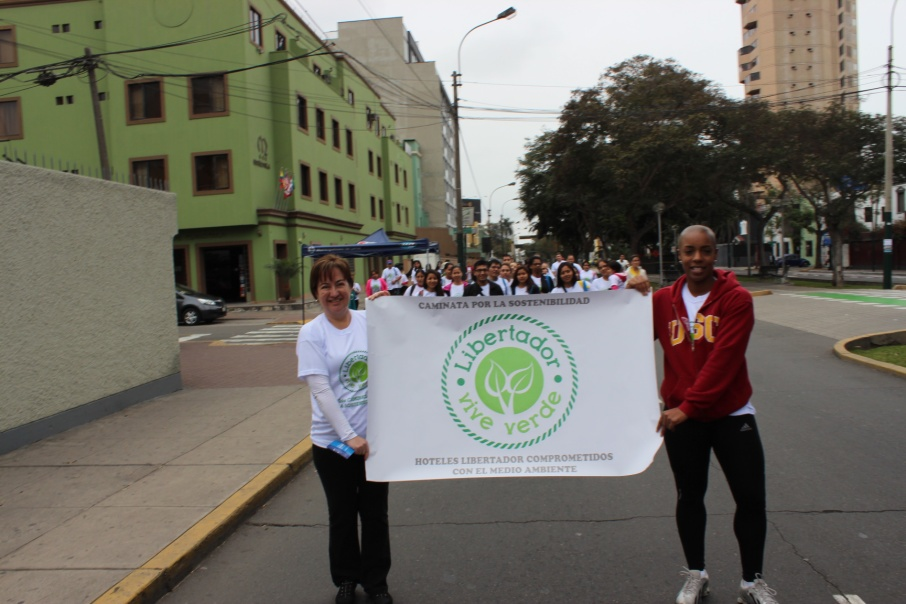 CAMINATA POR LA SOSTENIBILIDAD
Libertador
vive verde
HOTELES LIBERTADOR COMPROMETIDOS
CON EL MEDIO AMBIENTE
USC